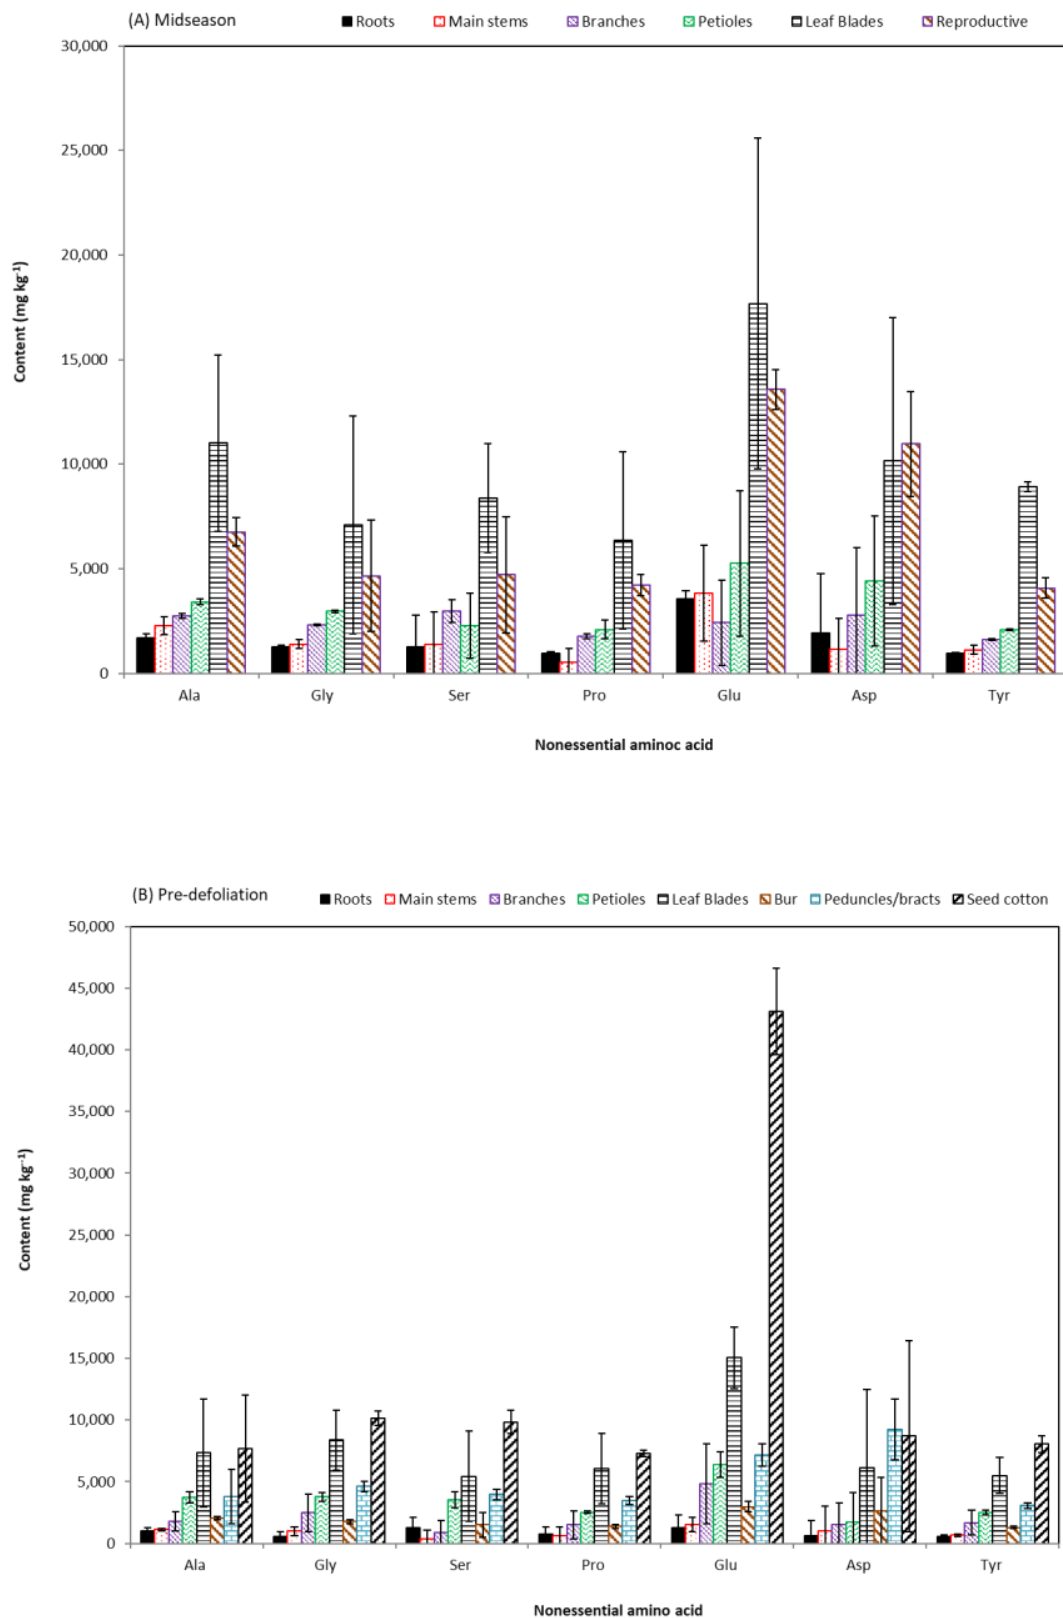 (A) Midseason
Roots Main stems Branches Petioles Leaf Blades Reproductive
30,000
25,000
20,000
15,000
10,000
5,000
0
Content (mg kg⁻¹)
Ala Gly Ser Pro Glu Asp Tyr
Nonessential aminoc acid
(B) Pre-defoliation
Roots Main stems Branches Petioles Leaf Blades Bur Peduncles/bracts Seed cotton
50,000
45,000
40,000
35,000
30,000
25,000
20,000
15,000
10,000
5,000
0
Content (mg kg⁻¹)
Ala Gly Ser Pro Glu Asp Tyr
Nonessential amino acid